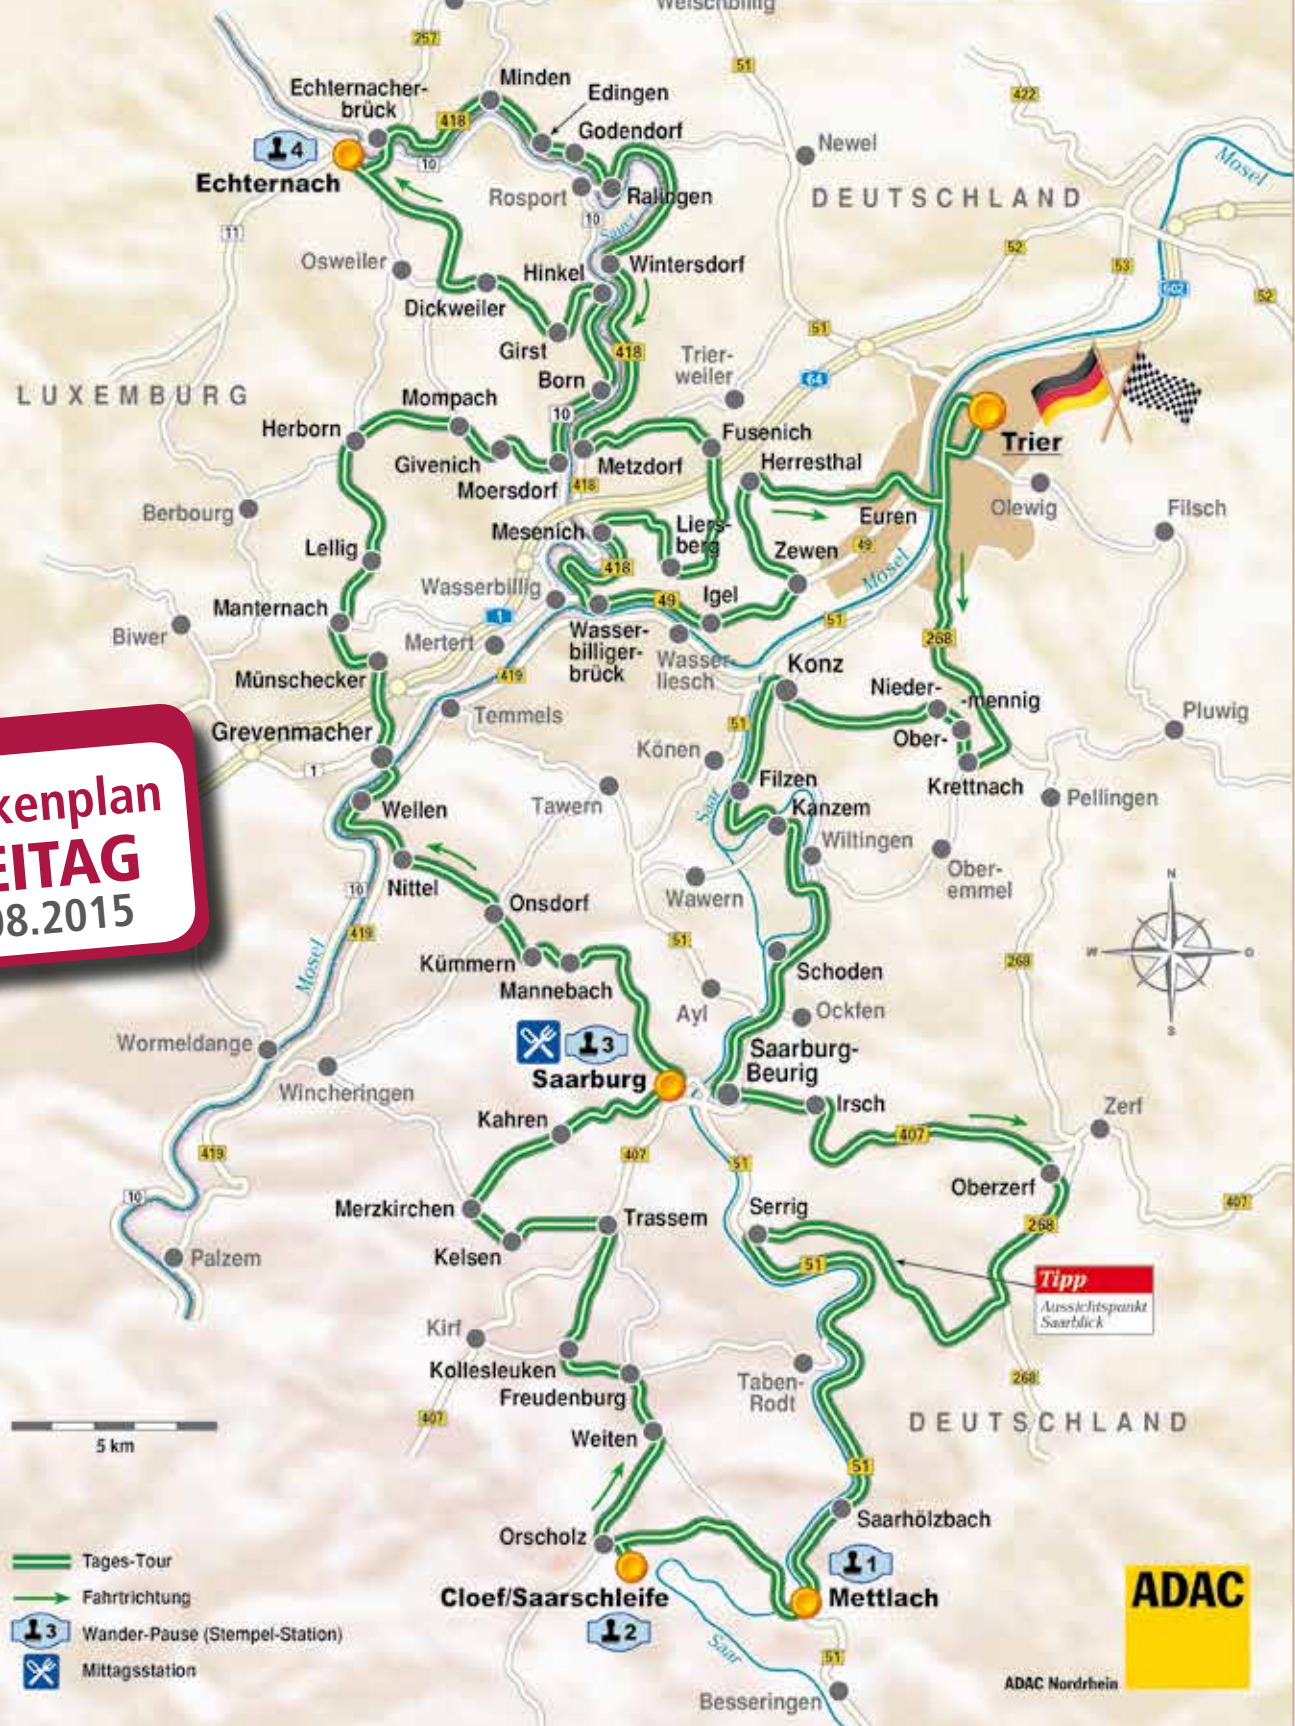 Welschbillig
257
51
422
Echternacher-
brück
Minden
Edingen
418
Godendorf
4
10
Newel
Mosel
Echternach
Rosport
Ralingen
DEUTSCHLAND
10
Sauer
11
52
53
52
Osweiler
Hinkel
Wintersdorf
602
Dickweiler
51
Girst
418
Trier-
weiler
64
Born
LUXEMBURG
Mompach
10
Herborn
Fusenich
Trier
Givenich
Metzdorf
Herresthal
Moersdorf
418
Berbourg
Euren
Olewig
Filsch
Mesenich
Liers-
berg
Lellig
Zewen
49
418
Mosel
Wasserbillig
49
Igel
Manternach
1
51
Biwer
Mertert
Wasser-
billiger-
brück
Wasser-
liesch
268
Konz
Münschecker
419
Nieder-
-mennig
Ober-
Temmels
Pluwig
Grevenmacher
51
Könen
1
Krettnach
kenplan
EITAG
08.2015
Wellen
Tawern
Filzen
Pellingen
Saar
Kanzem
Wiltingen
Nittel
10
Wawern
Ober-
emmel
N
W
O
S
Onsdorf
419
51
Mosel
Kümmern
Mannebach
268
Schoden
Ayl
Ockfen
Wormeldange
3
Saarburg
Saarburg-
Beurig
Wincheringen
Irsch
Zerf
Kahren
407
419
407
51
Oberzerf
10
Merzkirchen
Trassem
Serrig
407
268
Kelsen
Palzem
51
Tipp
Aussichtspunkt
Saarblick
Kirf
Kollesleuken
Freudenburg
Taben-
Rodt
268
407
DEUTSCHLAND
5 km
Weiten
51
Saarhölzbach
Orscholz
1
Tages-Tour
Fahrtrichtung
Cloef/Saarschleife
Mettlach
ADAC
3
Wander-Pause (Stempel-Station)
2
Saar
51
Mittagsstation
Besseringen
ADAC Nordrhein